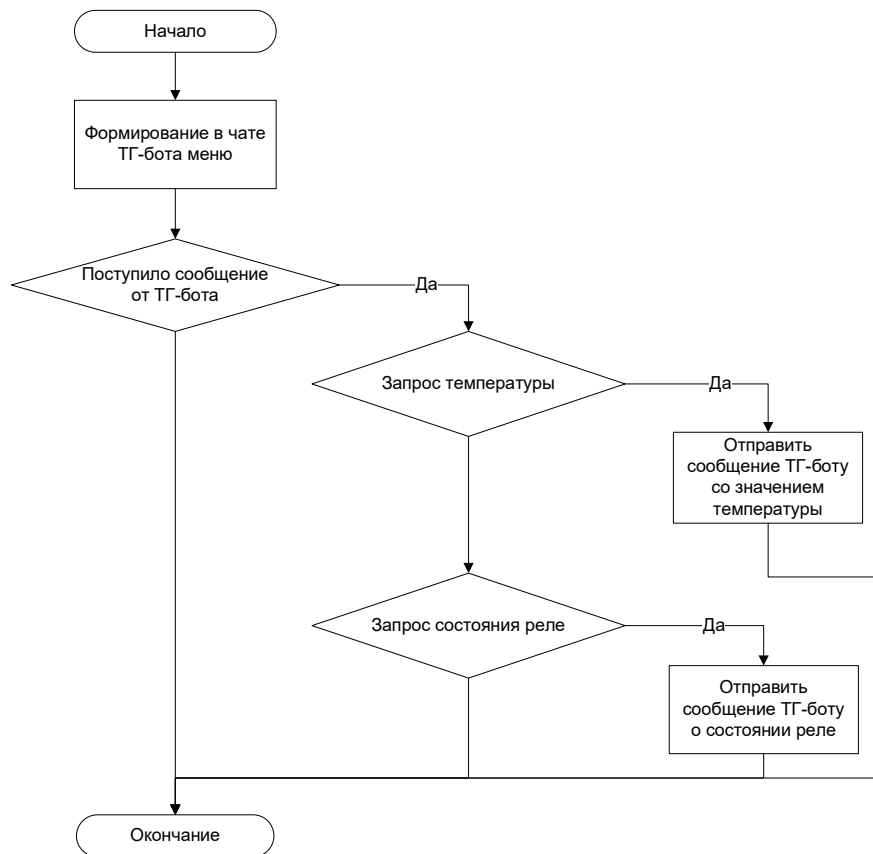 Начало
Формирование в чате
ТГ-бота меню
Поступило сообщение
от ТГ-бота
Да
Запрос температуры
Да
Отправить
сообщение ТГ-боту
со значением
температуры
Запрос состояния реле
Да
Отправить
сообщение ТГ-боту
о состоянии реле
Окончание